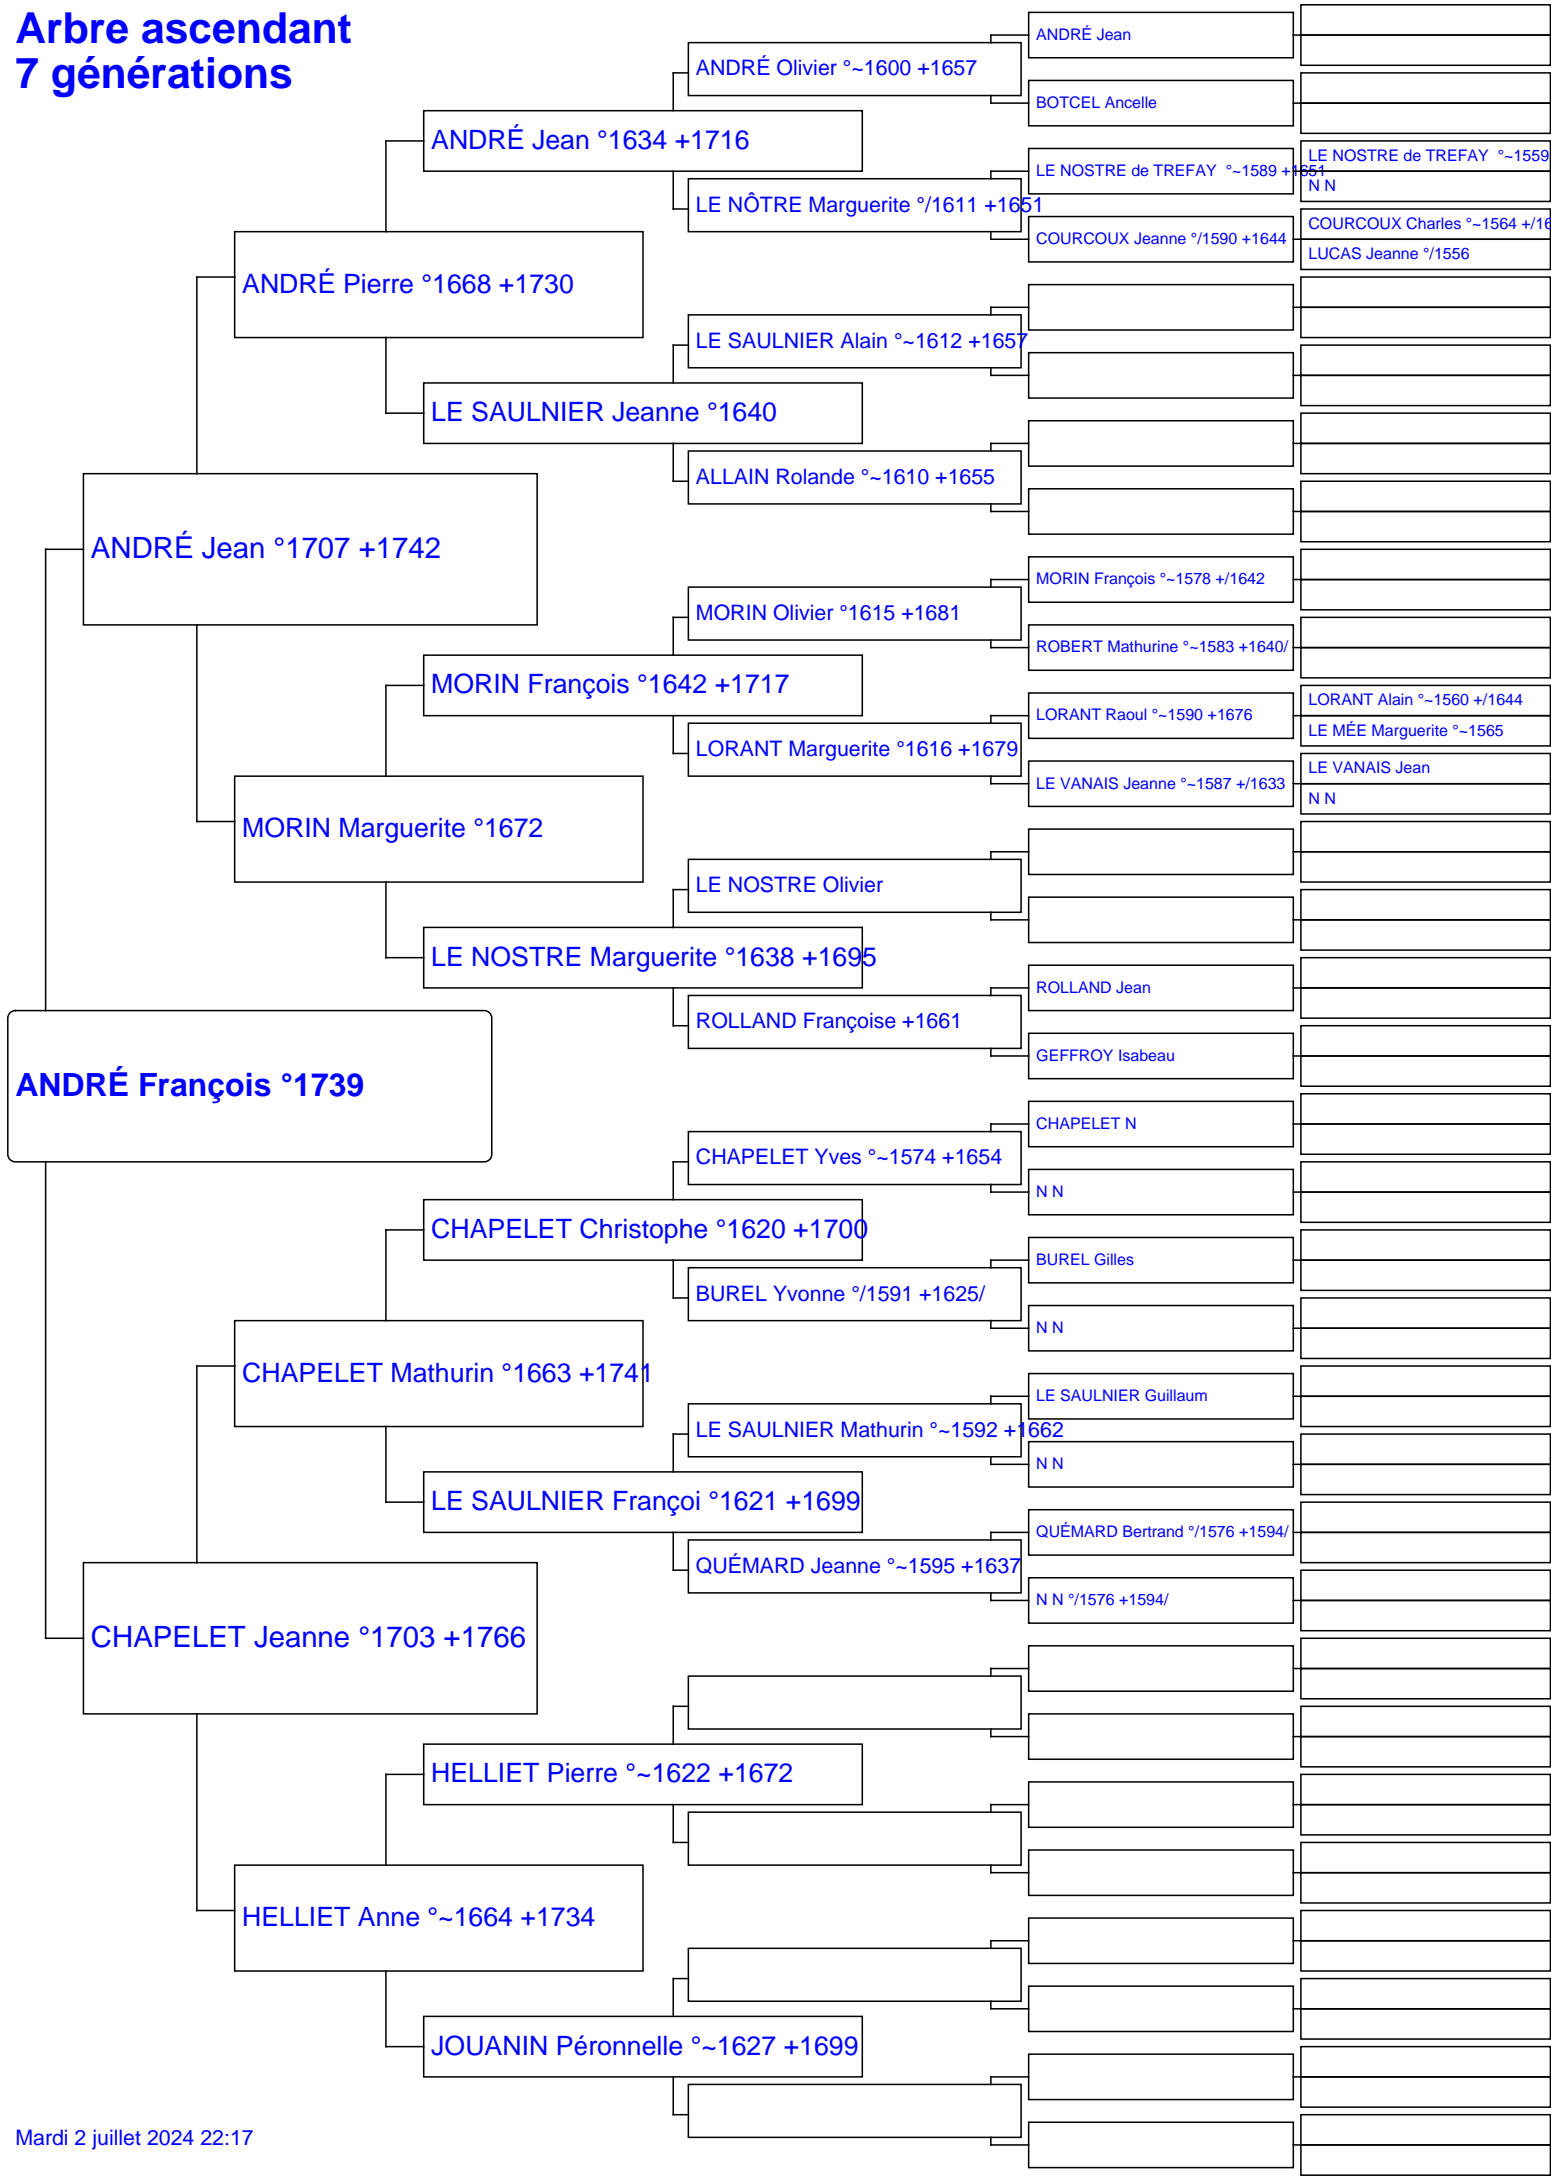 Arbre ascendant
7 générations
ANDRÉ François °1739
ANDRÉ Jean °1707 +1742
CHAPELET Jeanne °1703 +1766
ANDRÉ Pierre °1668 +1730
MORIN Marguerite °1672
CHAPELET Mathurin °1663 +1741
HELLIET Anne °~1664 +1734
ANDRÉ Jean °1634 +1716
LE SAULNIER Jeanne °1640
MORIN François °1642 +1717
LE NOSTRE Marguerite °1638 +1695
CHAPELET Christophe °1620 +1700
LE SAULNIER Françoi °1621 +1699
HELLIET Pierre °~1622 +1672
JOUANIN Péronnelle °~1627 +1699
ANDRÉ Olivier °~1600 +1657
LE NÔTRE Marguerite °/1611 +1651
LE SAULNIER Alain °~1612 +1657
ALLAIN Rolande °~1610 +1655
MORIN Olivier °1615 +1681
LORANT Marguerite °1616 +1679
LE NOSTRE Olivier
ROLLAND Françoise +1661
CHAPELET Yves °~1574 +1654
BUREL Yvonne °/1591 +1625/
LE SAULNIER Mathurin °~1592 +1662
QUÉMARD Jeanne °~1595 +1637
ANDRÉ Jean
BOTCEL Ancelle
LE NOSTRE de TREFAY °~1589 +1651
COURCOUX Jeanne °/1590 +1644
MORIN François °~1578 +/1642
ROBERT Mathurine °~1583 +1640/
LORANT Raoul °~1590 +1676
LE VANAIS Jeanne °~1587 +/1633
ROLLAND Jean
GEFFROY Isabeau
CHAPELET N
N N
BUREL Gilles
N N
LE SAULNIER Guillaum
N N
QUÉMARD Bertrand °/1576 +1594/
N N °/1576 +1594/
LE NOSTRE de TREFAY °~1559
N N
COURCOUX Charles °~1564 +/16
LUCAS Jeanne °/1556
LORANT Alain °~1560 +/1644
LE MÉE Marguerite °~1565
LE VANAIS Jean
N N
Mardi 2 juillet 2024 22:17